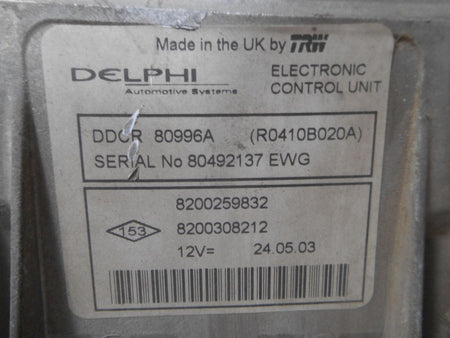 Made in the UK by TRW
DELPHI
Automotive Systems
ELECTRONIC
CONTROL UNIT
DDCR 80996A (R0410B020A)
SERIAL No 80492137 EWG
8200259832
153
8200308212
12V= 24.05.03